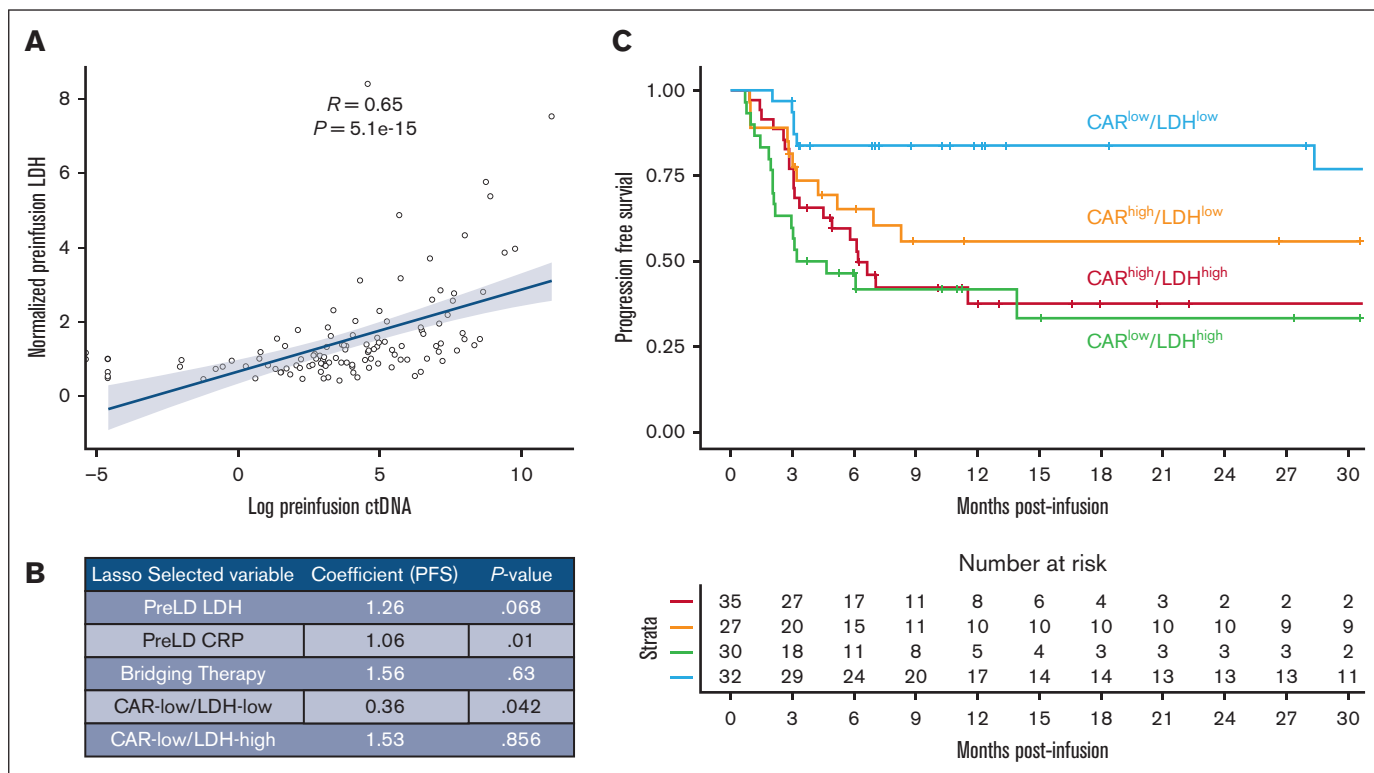 A
Normalized preinfusion LDH
8
6
4
2
0
R = 0.65
P = 5.1e-15
−5
0
5
10
Log preinfusion ctDNA
B
Lasso Selected variable Coefficient (PFS) P-value
PreLD LDH 1.26 .068
PreLD CRP 1.06 .01
Bridging Therapy 1.56 .63
CAR-low/LDH-low 0.36 .042
CAR-low/LDH-high 1.53 .856
C
Progression free survial
1.00
0.75
0.50
0.25
0.00
CARlow/LDHlow
CARhigh/LDHlow
CARhigh/LDHhigh
CARlow/LDHhigh
0 3 6 9 12 15 18 21 24 27 30
Months post-infusion
Number at risk
Strata
35 27 17 11 8 6 4 3 2 2 2
27 20 15 11 10 10 10 10 10 9 9
30 18 11 8 5 4 3 3 3 3 2
32 29 24 20 17 14 14 13 13 13 11
0 3 6 9 12 15 18 21 24 27 30
Months post-infusion